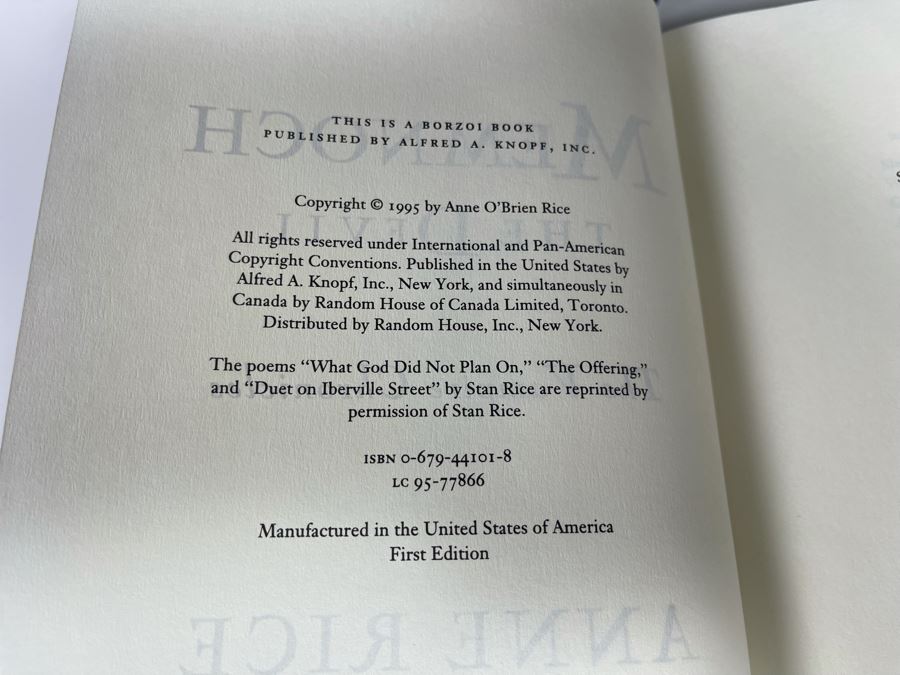 THIS IS A BORZOI BOOK
PUBLISHED BY ALFRED A. KNOPF, INC.
Copyright © 1995 by Anne O'Brien Rice
All rights reserved under International and Pan-American
Copyright Conventions. Published in the United States by
Alfred A. Knopf, Inc., New York, and simultaneously in
Canada by Random House of Canada Limited, Toronto.
Distributed by Random House, Inc., New York.
The poems “What God Did Not Plan On,” “The Offering,”
and “Duet on Iberville Street” by Stan Rice are reprinted by
permission of Stan Rice.
ISBN 0-679-44101-8
LC 95-77866
Manufactured in the United States of America
First Edition
MEMNOCH
THE DEVIL
ANNE RICE